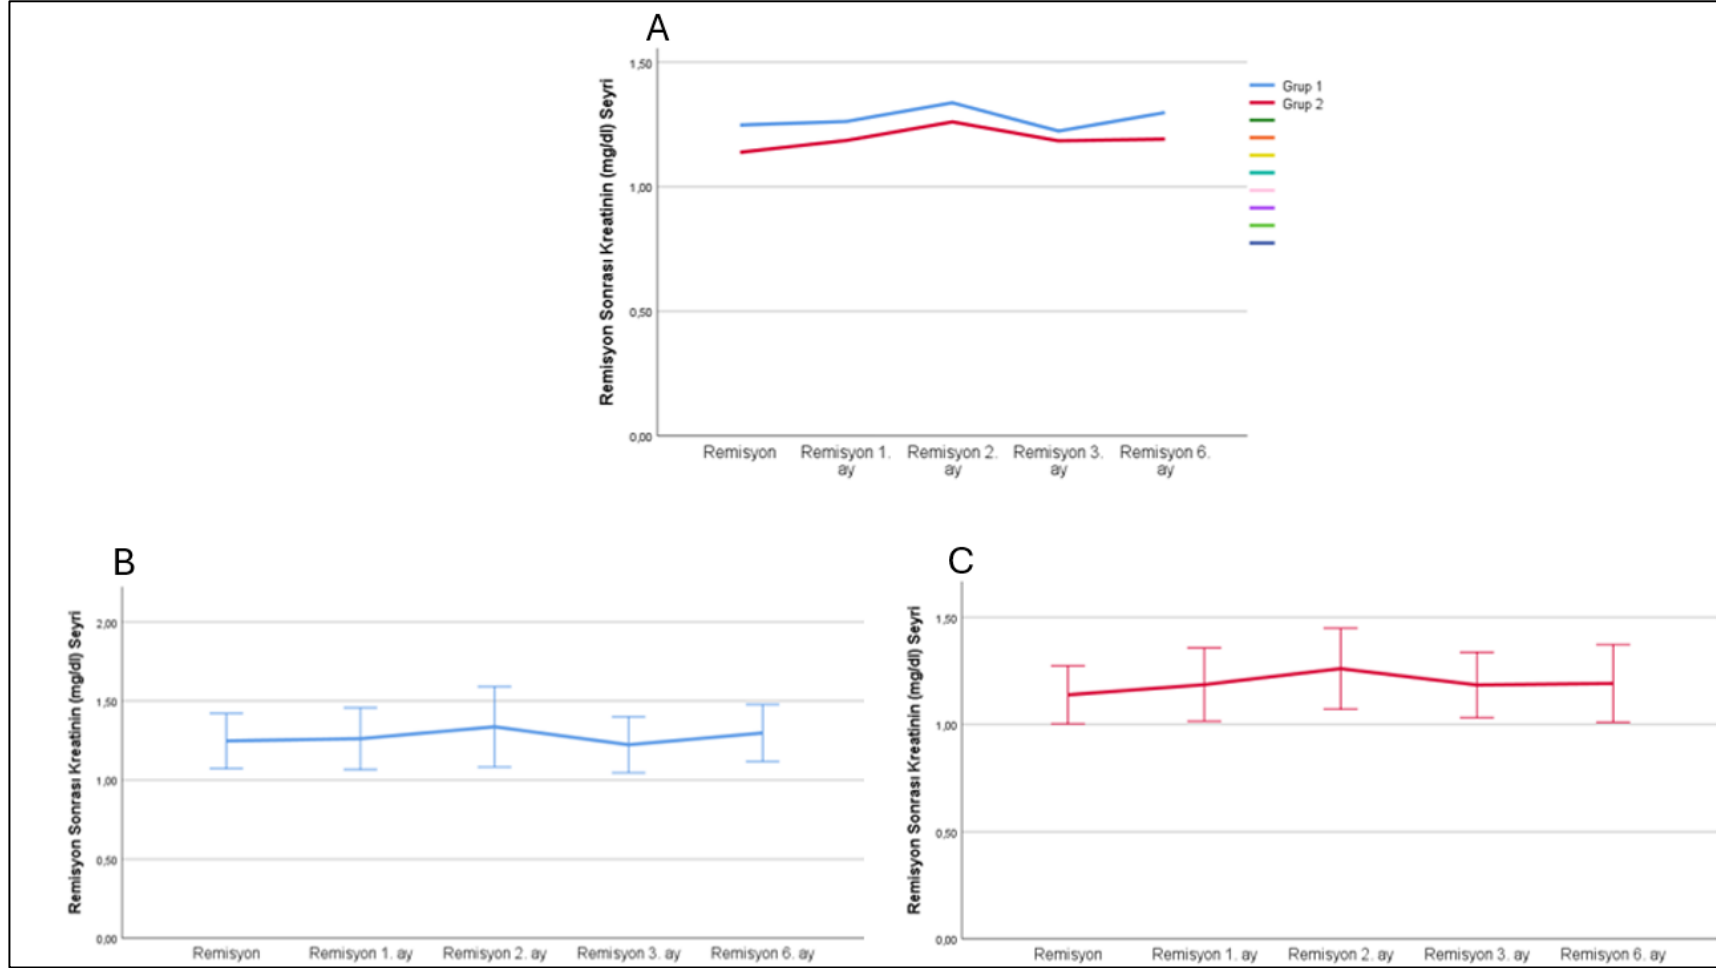 A
Remisyon Sonrası Kreatinin (mg/dl) Seyri
1,50
1,00
0,50
0,00
Remisyon
Remisyon 1. ay
Remisyon 2. ay
Remisyon 3. ay
Remisyon 6. ay
Grup 1
Grup 2
B
Remisyon Sonrası Kreatinin (mg/dl) Seyri
2,00
1,50
1,00
0,50
0,00
Remisyon
Remisyon 1. ay
Remisyon 2. ay
Remisyon 3. ay
Remisyon 6. ay
C
Remisyon Sonrası Kreatinin (mg/dl) Seyri
1,50
1,00
0,50
0,00
Remisyon
Remisyon 1. ay
Remisyon 2. ay
Remisyon 3. ay
Remisyon 6. ay